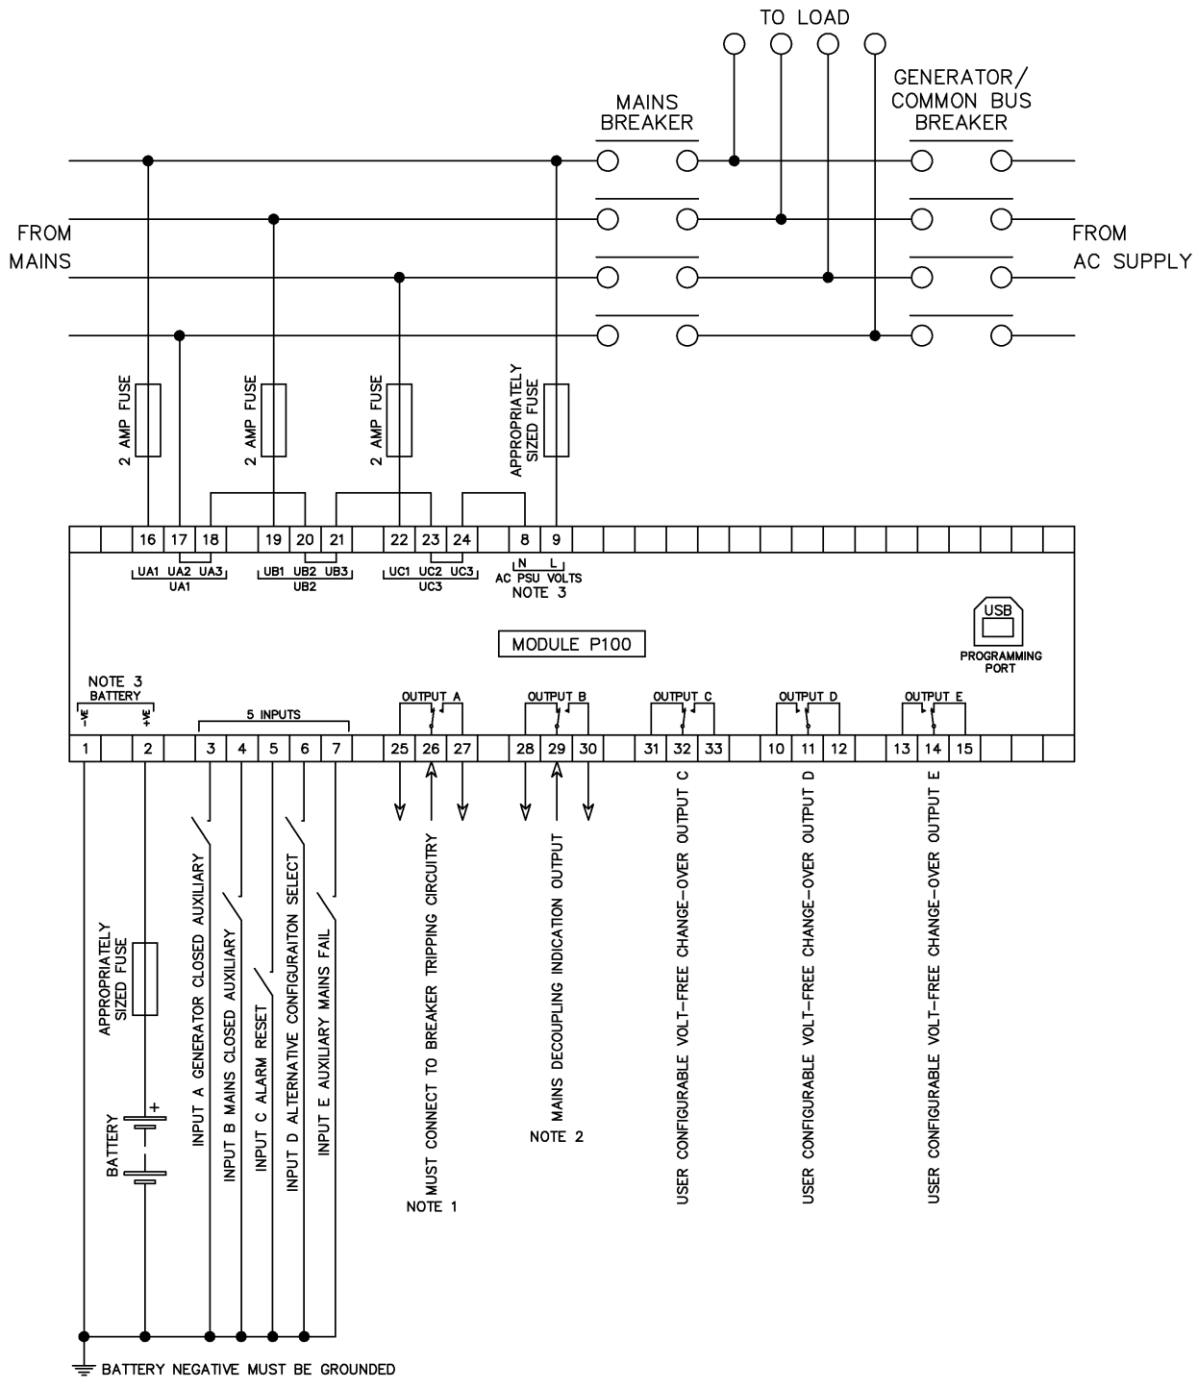 TO LOAD
MAINS
BREAKER
GENERATOR/
COMMON BUS
BREAKER
FROM
MAINS
FROM
AC SUPPLY
2 AMP FUSE
2 AMP FUSE
2 AMP FUSE
APPROPRIATELY
SIZED FUSE
16 17 18 19 20 21 22 23 24 8 9
UA1 UA2 UA3 UB1 UB2 UB3 UC1 UC2 UC3 N L
UA1 UB2 UC3 AC PSU VOLTS
NOTE 3
MODULE P100
USB
PROGRAMMING
PORT
NOTE 3
BATTERY
-VE +VE
5 INPUTS
OUTPUT A OUTPUT B OUTPUT C OUTPUT D OUTPUT E
1 2 3 4 5 6 7 25 26 27 28 29 30 31 32 33 10 11 12 13 14 15
APPROPRIATELY
SIZED FUSE
BATTERY
+
INPUT A GENERATOR CLOSED AUXILIARY
INPUT B MAINS CLOSED AUXILIARY
INPUT C ALARM RESET
INPUT D ALTERNATIVE CONFIGURAITON SELECT
INPUT E AUXILIARY MAINS FAIL
MUST CONNECT TO BREAKER TRIPPING CIRCUITRY
NOTE 1
MAINS DECOUPLING INDICATION OUTPUT
NOTE 2
USER CONFIGURABLE VOLT-FREE CHANGE-OVER OUTPUT C
USER CONFIGURABLE VOLT-FREE CHANGE-OVER OUTPUT D
USER CONFIGURABLE VOLT-FREE CHANGE-OVER OUTPUT E
BATTERY NEGATIVE MUST BE GROUNDED